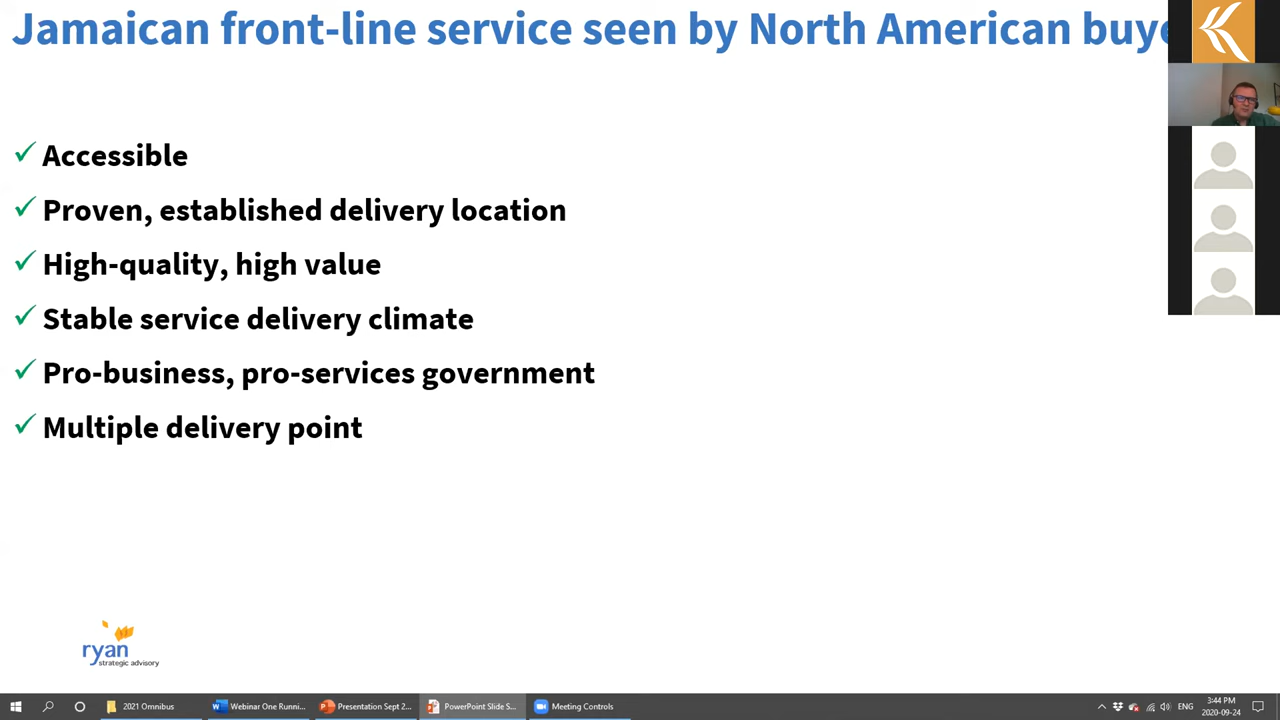 Jamaican front-line service seen by North American buye
Accessible
Proven, established delivery location
High-quality, high value
Stable service delivery climate
Pro-business, pro-services government
Multiple delivery point
ryan
strategic advisory
2021 Omnibus
Webinar One Runni...
Presentation Sept 2...
PowerPoint Slide S...
Meeting Controls
ENG
3:44 PM
2020-09-24